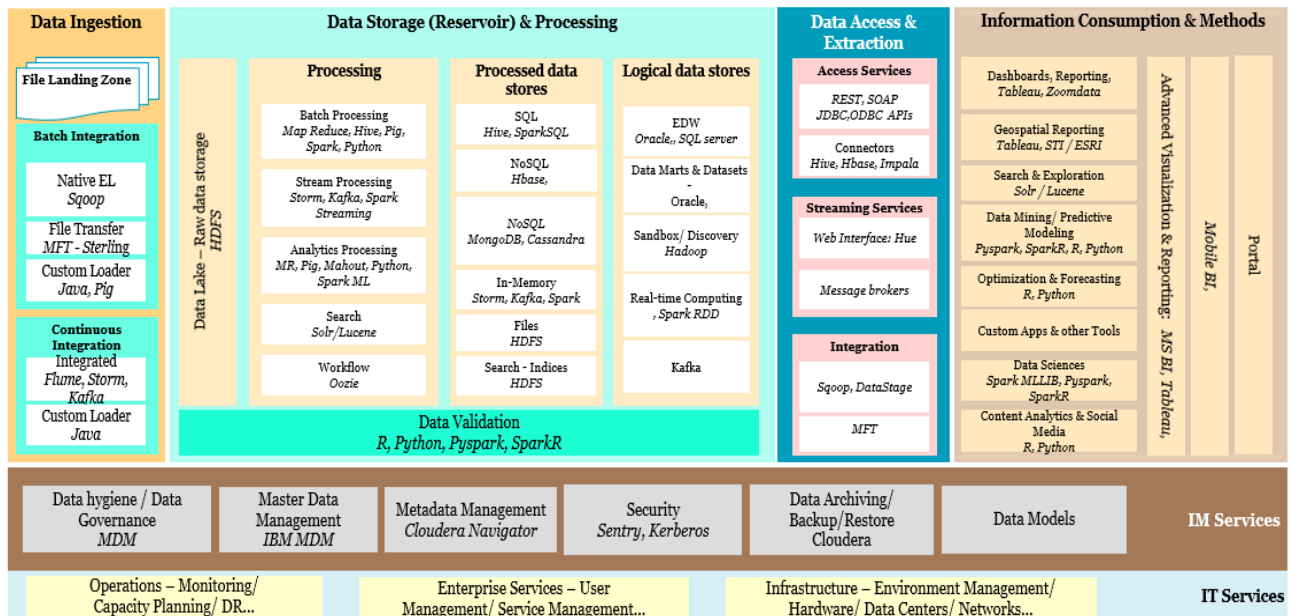 Data Ingestion
File Landing Zone
Batch Integration
Native EL
Sqoop
File Transfer
MFT - Sterling
Custom Loader
Java, Pig
Continuous
Integration
Integrated
Flume, Storm,
Kafka
Custom Loader
Java
Data Storage (Reservoir) & Processing
Data Lake – Raw data storage
HDFS
Processing
Batch Processing
Map Reduce, Hive, Pig,
Spark, Python
Stream Processing
Storm, Kafka, Spark
Streaming
Analytics Processing
MR, Pig, Mahout, Python,
Spark ML
Search
Solr/Lucene
Workflow
Oozie
Processed data
stores
SQL
Hive, SparkSQL
NoSQL
Hbase,
NoSQL
MongoDB, Cassandra
In-Memory
Storm, Kafka, Spark
Files
HDFS
Search - Indices
HDFS
Logical data stores
EDW
Oracle,, SQL server
Data Marts & Datasets
-
Oracle,
Sandbox/ Discovery
Hadoop
Real-time Computing
, Spark RDD
Kafka
Data Validation
R, Python, Pyspark, SparkR
Data Access &
Extraction
Access Services
REST, SOAP
JDBC,ODBC APIs
Connectors
Hive, Hbase, Impala
Streaming Services
Web Interface: Hue
Message brokers
Integration
Sqoop, DataStage
MFT
Information Consumption & Methods
Dashboards, Reporting,
Tableau, Zoomdata
Geospatial Reporting
Tableau, STI / ESRI
Search & Exploration
Solr / Lucene
Data Mining/ Predictive
Modeling
Pyspark, SparkR, R, Python
Optimization & Forecasting
R, Python
Custom Apps & other Tools
Data Sciences
Spark MLLIB, Pyspark,
SparkR
Content Analytics & Social
Media
R, Python
Advanced Visualization & Reporting: MS BI, Tableau,
Mobile BI,
Portal
Data hygiene / Data
Governance
MDM
Master Data
Management
IBM MDM
Metadata Management
Cloudera Navigator
Security
Sentry, Kerberos
Data Archiving/
Backup/Restore
Cloudera
Data Models
IM Services
Operations – Monitoring/
Capacity Planning/ DR...
Enterprise Services – User
Management/ Service Management...
Infrastructure – Environment Management/
Hardware/ Data Centers/ Networks...
IT Services